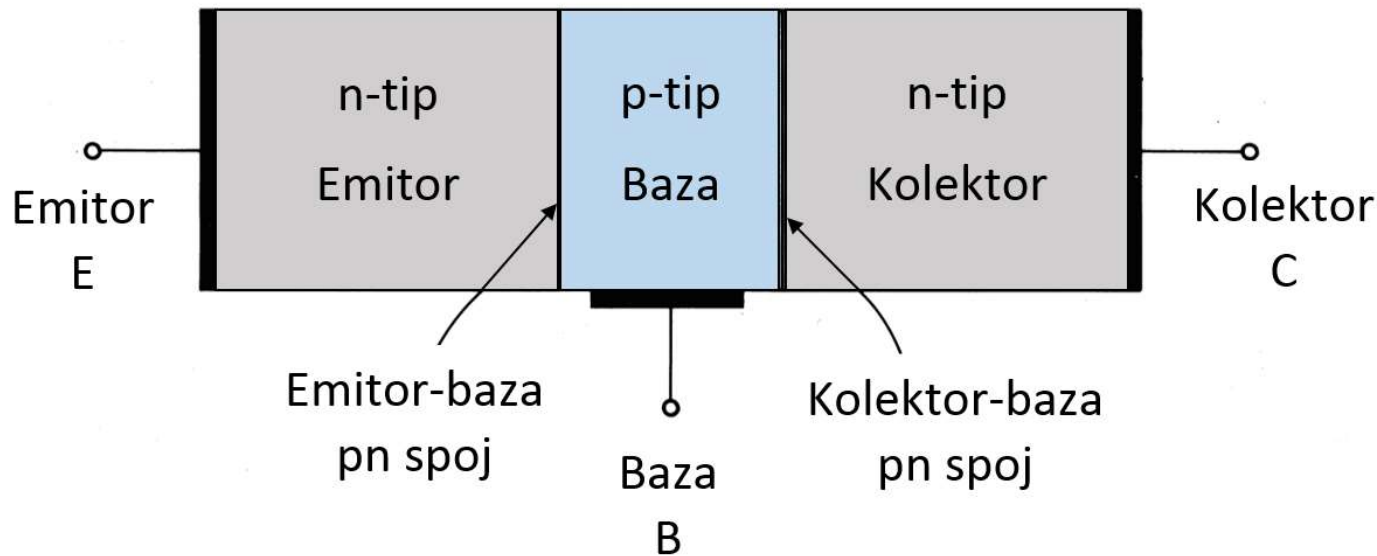 n-tip
Emitor
p-tip
Baza
n-tip
Kolektor
Emitor
E
Kolektor
C
Emitor-baza
pn spoj
Baza
B
Kolektor-baza
pn spoj